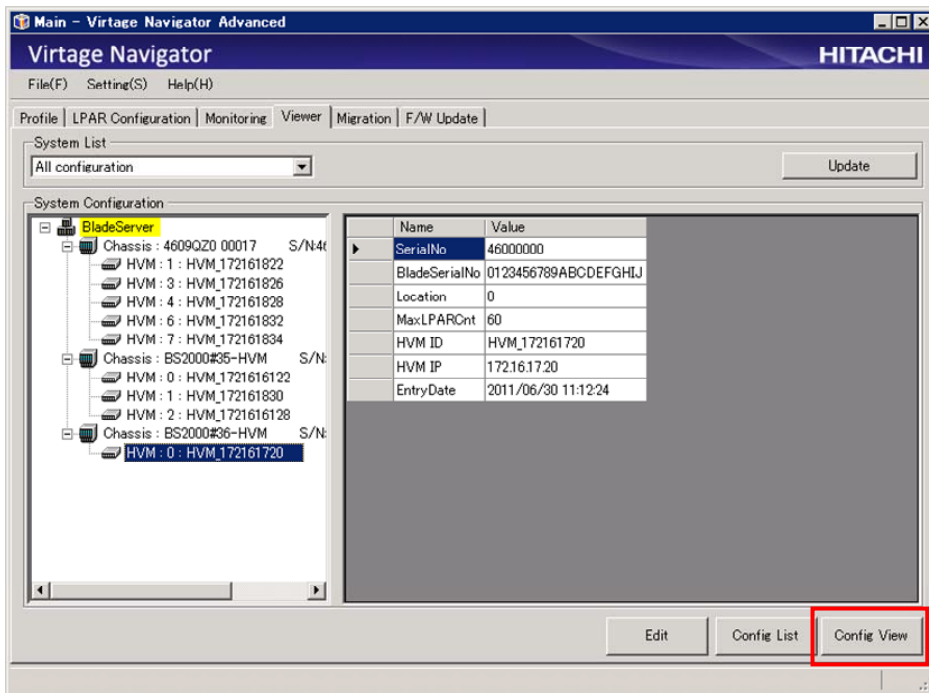 Main - Virtage Navigator Advanced
Virtage Navigator
HITACHI
File(F) Setting(S) Help(H)
Profile LPAR Configuration Monitoring Viewer Migration F/W Update
System List
All configuration
Update
System Configuration
BladeServer
Chassis : 4609QZ0 00017 S/N:46
HVM : 1 : HVM_172161822
HVM : 3 : HVM_172161826
HVM : 4 : HVM_172161828
HVM : 6 : HVM_172161832
HVM : 7 : HVM_172161834
Chassis : BS2000#35-HVM S/N:
HVM : 0 : HVM_1721616122
HVM : 1 : HVM_172161830
HVM : 2 : HVM_1721616128
Chassis : BS2000#36-HVM S/N:
HVM : 0 : HVM_172161720
Name Value
SerialNo 46000000
BladeSerialNo 0123456789ABCDEFGHIJ
Location 0
MaxLPARCnt 60
HVM ID HVM_172161720
HVM IP 172.16.17.20
EntryDate 2011/06/30 11:12:24
Edit
Config List
Config View